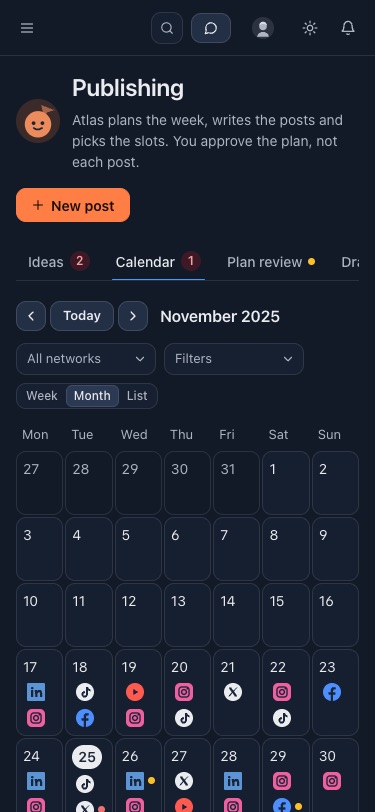 Publishing
Atlas plans the week, writes the posts and
picks the slots. You approve the plan, not
each post.
+ New post
Ideas 2 Calendar 1 Plan review Dra
Today November 2025
All networks Filters
Week Month List
Mon Tue Wed Thu Fri Sat Sun
27 28 29 30 31 1 2
3 4 5 6 7 8 9
10 11 12 13 14 15 16
17 18 19 20 21 22 23
24 25 26 27 28 29 30